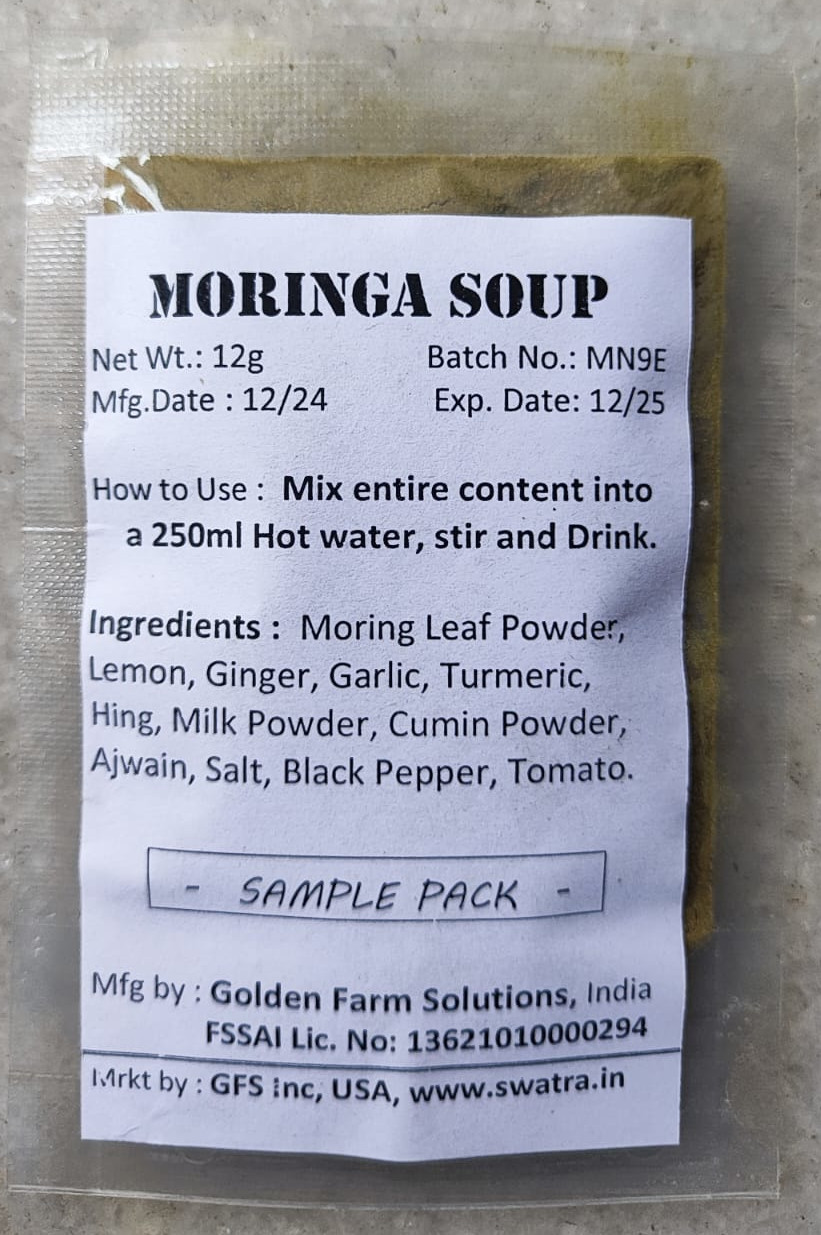 MORINGA SOUP
Net Wt.: 12g Batch No.: MN9E
Mfg.Date : 12/24 Exp. Date: 12/25
How to Use : Mix entire content into
a 250ml Hot water, stir and Drink.
Ingredients : Moring Leaf Powder,
Lemon, Ginger, Garlic, Turmeric,
Hing, Milk Powder, Cumin Powder,
Ajwain, Salt, Black Pepper, Tomato.
- SAMPLE PACK -
Mfg by : Golden Farm Solutions, India
FSSAI Lic. No: 13621010000294
Mrkt by : GFS inc, USA, www.swatra.in